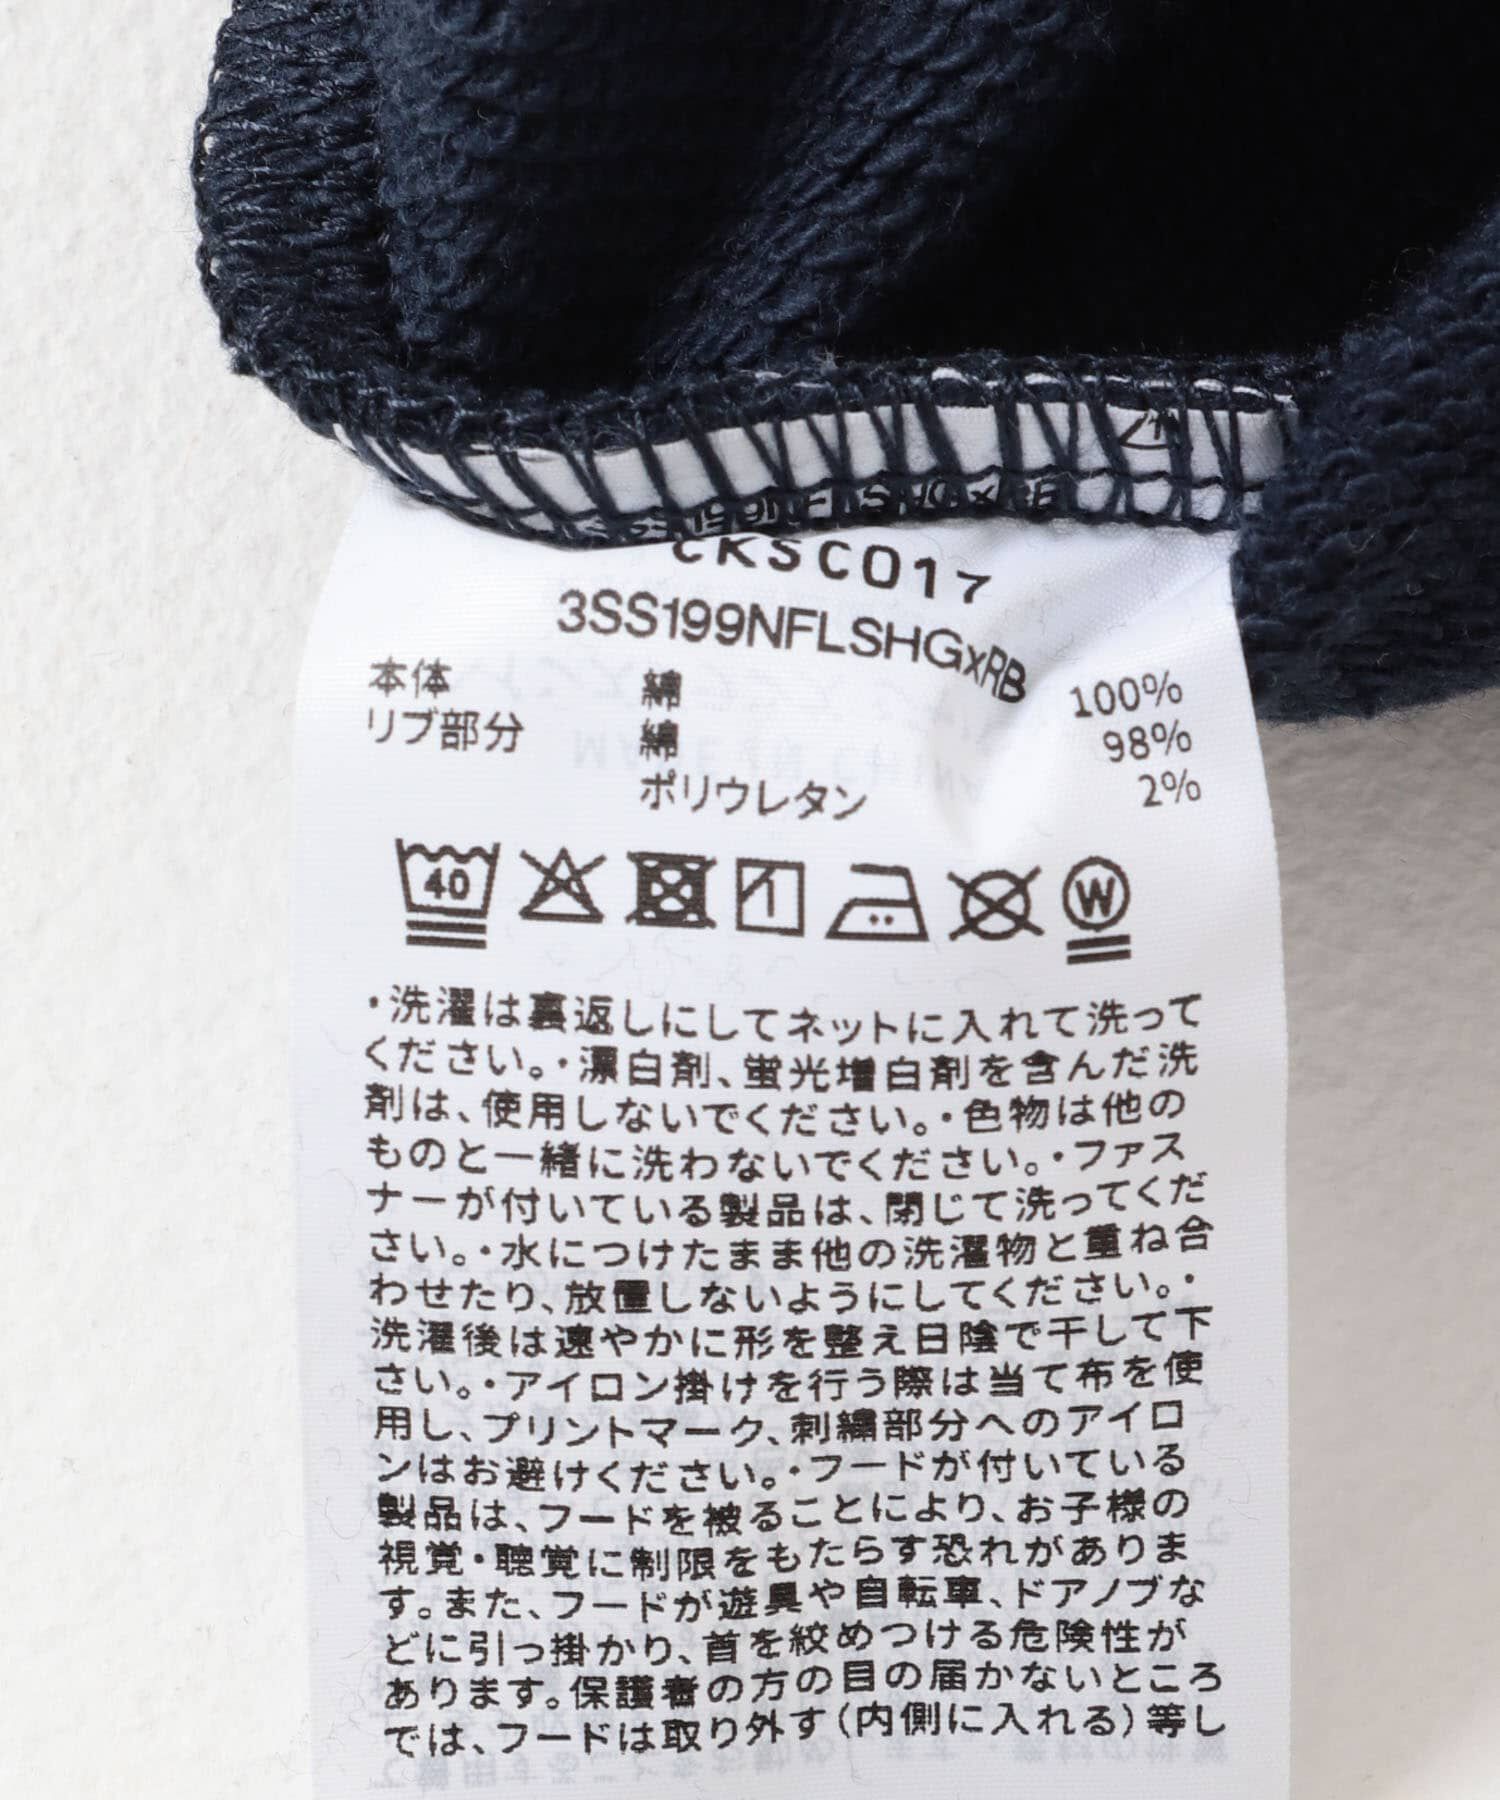 3SS199NFLSHGxRB
CKSC017
3SS199NFLSHGxRB
本体 綿 100%
リブ部分 綿 98%
ポリウレタン 2%
40 W
・洗濯は裏返しにしてネットに入れて洗って
ください。・漂白剤、蛍光増白剤を含んだ洗
剤は、使用しないでください。・色物は他の
ものと一緒に洗わないでください。・ファス
ナーが付いている製品は、閉じて洗ってくだ
さい。・水につけたまま他の洗濯物と重ね合
わせたり、放置しないようにしてください。・
洗濯後は速やかに形を整え日陰で干して下
さい。・アイロン掛けを行う際は当て布を使
用し、プリントマーク、刺繍部分へのアイロ
ンはお避けください。・フードが付いている
製品は、フードを被ることにより、お子様の
視覚・聴覚に制限をもたらす恐れがありま
す。また、フードが遊具や自転車、ドアノブな
どに引っ掛かり、首を絞めつける危険性が
あります。保護者の方の目の届かないところ
では、フードは取り外す(内側に入れる)等し